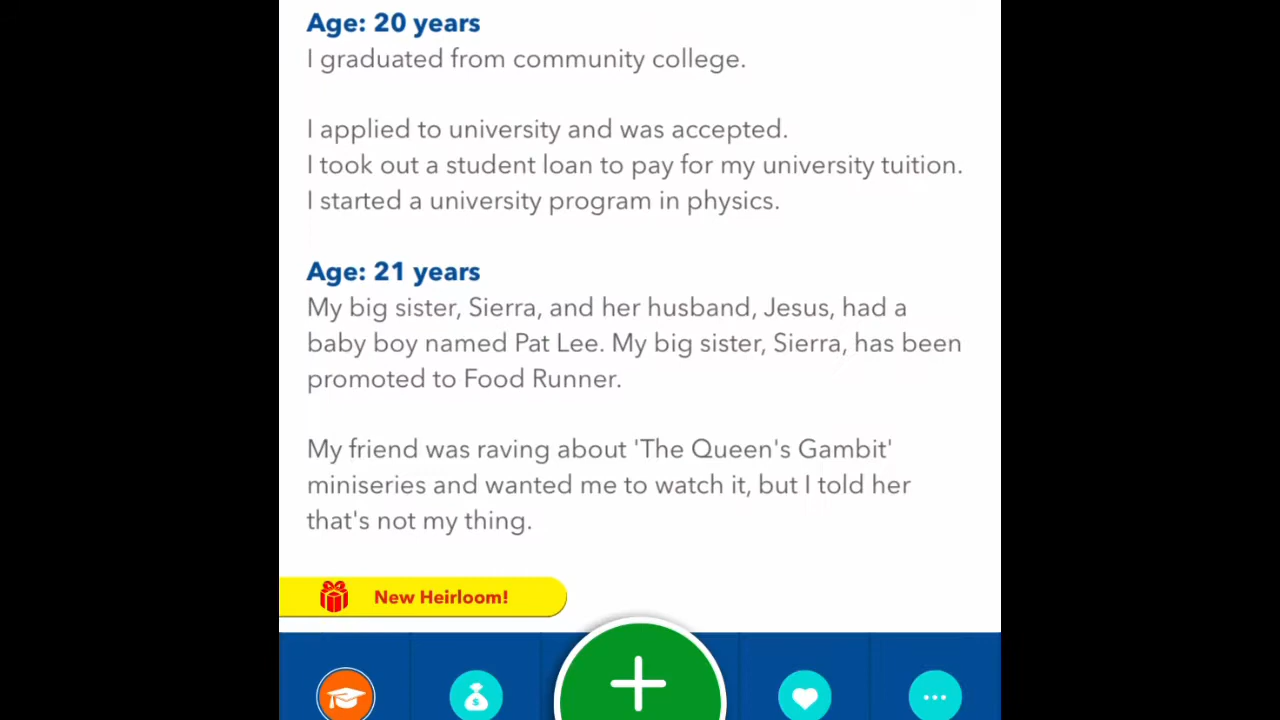 Age: 20 years
I graduated from community college.
I applied to university and was accepted.
I took out a student loan to pay for my university tuition.
I started a university program in physics.
Age: 21 years
My big sister, Sierra, and her husband, Jesus, had a
baby boy named Pat Lee. My big sister, Sierra, has been
promoted to Food Runner.
My friend was raving about 'The Queen's Gambit'
miniseries and wanted me to watch it, but I told her
that's not my thing.
New Heirloom!